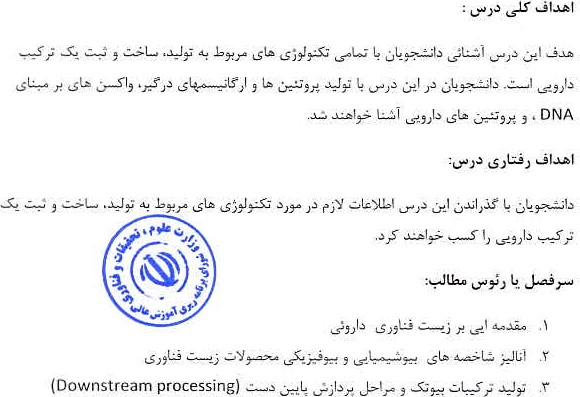 اهداف کلی درس :
هدف این درس آشنائی دانشجویان با تمامی تکنولوژی های مربوط به تولید، ساخت و ثبت یک ترکیب
دارویی است. دانشجویان در این درس با تولید پروتئین ها و ارگانیسمهای درگیر، واکسن های بر مبنای
DNA ، و پروتئین های دارویی آشنا خواهند شد.
اهداف رفتاری درس:
دانشجویان با گذراندن این درس اطلاعات لازم در مورد تکنولوژی های مربوط به تولید، ساخت و ثبت یک
ترکیب دارویی را کسب خواهند کرد.
وزارت علوم، تحقیقات و فناوری
شورای برنامه ریزی آموزش عالی
سرفصل یا رئوس مطالب:
۱. مقدمه ایی بر زیست فناوری داروئی
۲. آنالیز شاخصه های بیوشیمیایی و بیوفیزیکی محصولات زیست فناوری
۳. تولید ترکیبات بیوتک و مراحل پردازش پایین دست (Downstream processing)